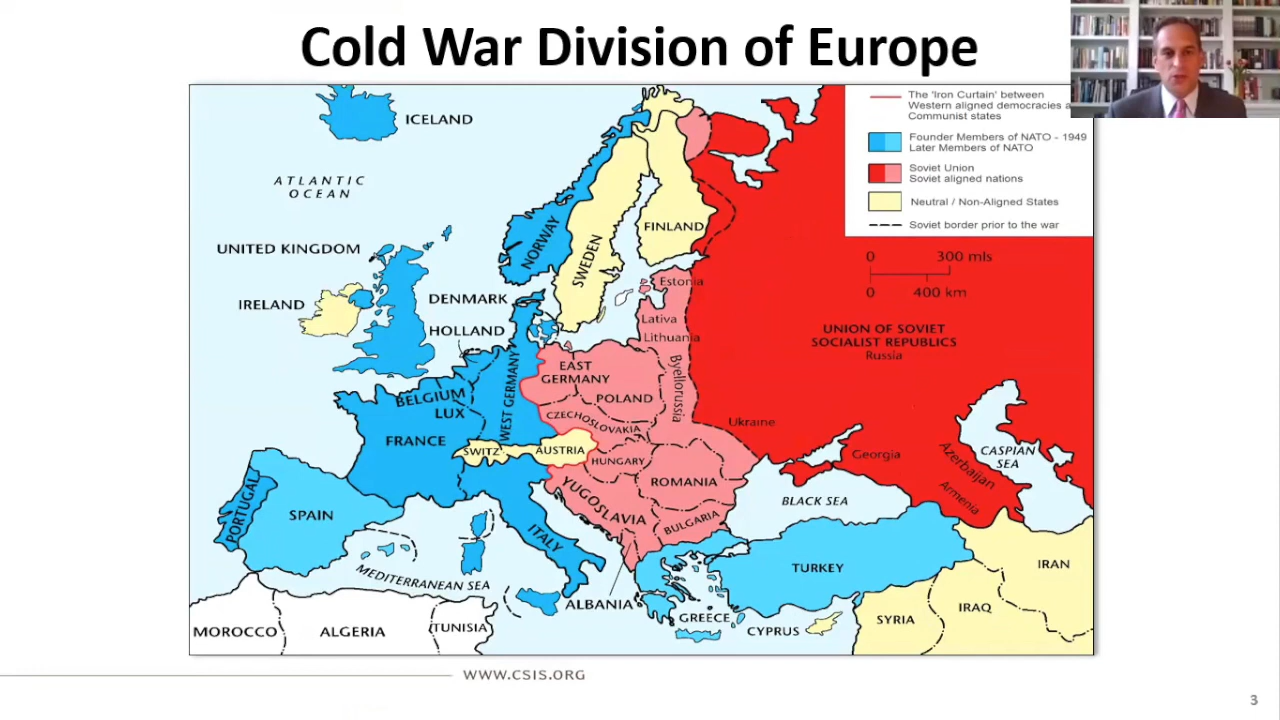 Cold War Division of Europe
The 'Iron Curtain' between
Western aligned democracies a
Communist states
Founder Members of NATO - 1949
Later Members of NATO
Soviet Union
Soviet aligned nations
Neutral / Non-Aligned States
Soviet border prior to the war
0 300 mls
0 400 km
ICELAND
ATLANTIC
OCEAN
UNITED KINGDOM
IRELAND
NORWAY
SWEDEN
FINLAND
DENMARK
HOLLAND
Estonia
Lativa
Lithuania
Byellorussia
UNION OF SOVIET
SOCIALIST REPUBLICS
Russia
EAST
GERMANY
POLAND
WEST GERMANY
BELGIUM
LUX
CZECHOSLOVAKIA
Ukraine
FRANCE
SWITZ
AUSTRIA
HUNGARY
Georgia
Azerbaijan
Armenia
CASPIAN
SEA
ROMANIA
YUGOSLAVIA
BULGARIA
BLACK SEA
PORTUGAL
SPAIN
ITALY
MEDITERRANEAN SEA
ALBANIA
GREECE
TURKEY
CYPRUS
SYRIA
IRAQ
IRAN
MOROCCO
ALGERIA
TUNISIA
WWW.CSIS.ORG
3